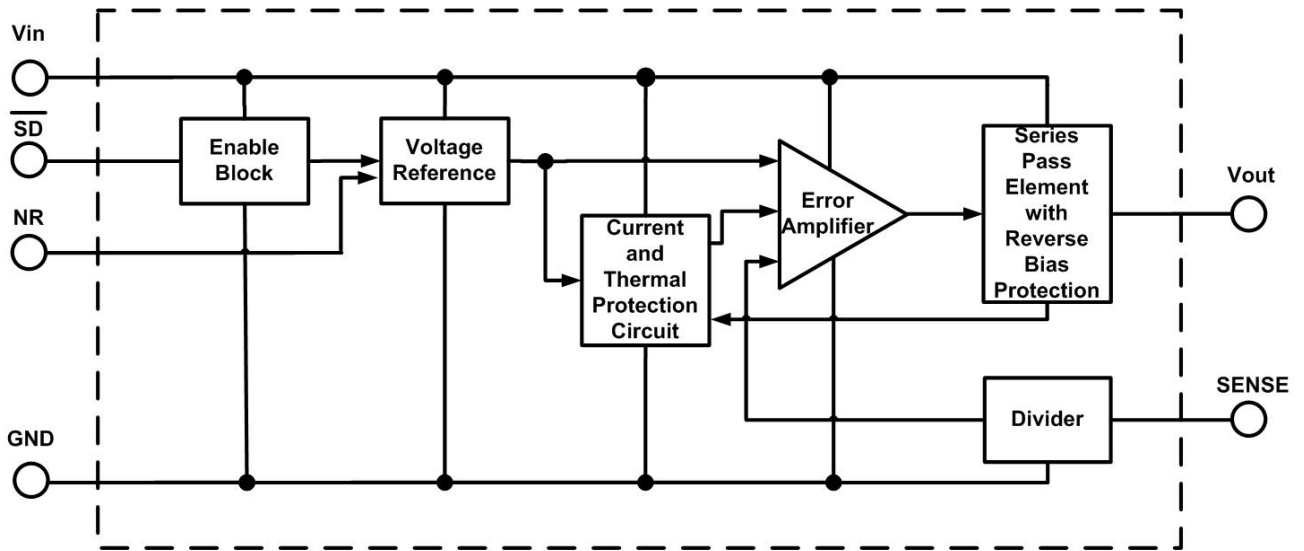 Vin
SD
NR
GND
Enable
Block
Voltage
Reference
Current
and
Thermal
Protection
Circuit
Error
Amplifier
Series
Pass
Element
with
Reverse
Bias
Protection
Divider
Vout
SENSE